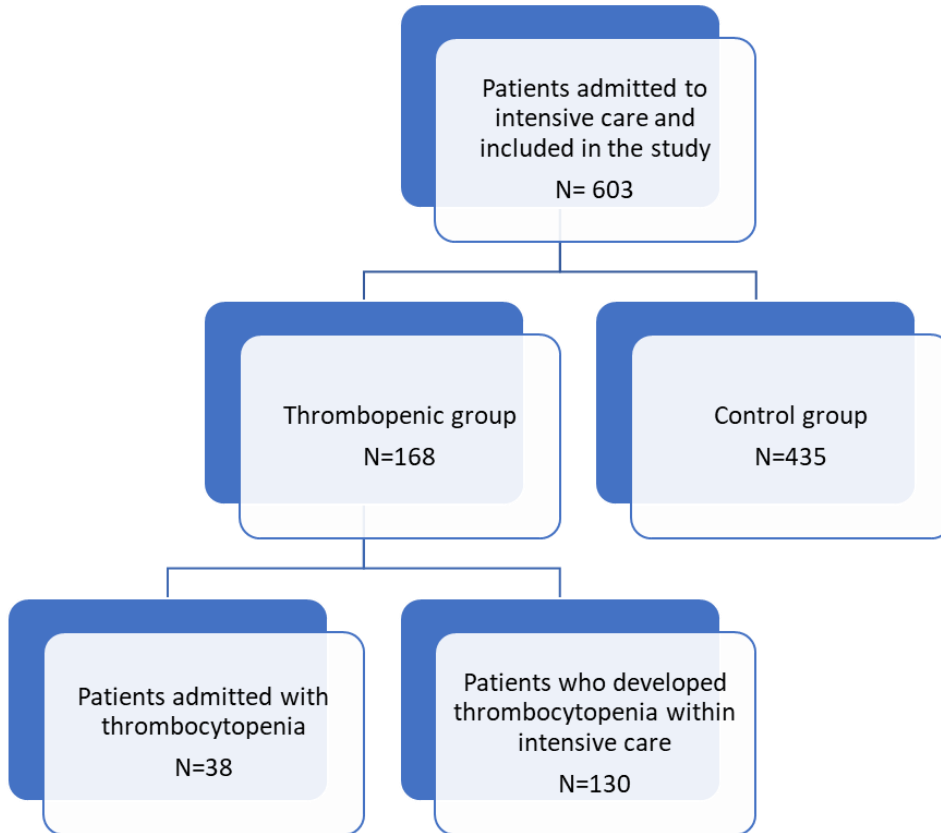 Patients admitted to
intensive care and
included in the study
N= 603
Thrombopenic group
N=168
Control group
N=435
Patients admitted with
thrombocytopenia
N=38
Patients who developed
thrombocytopenia within
intensive care
N=130